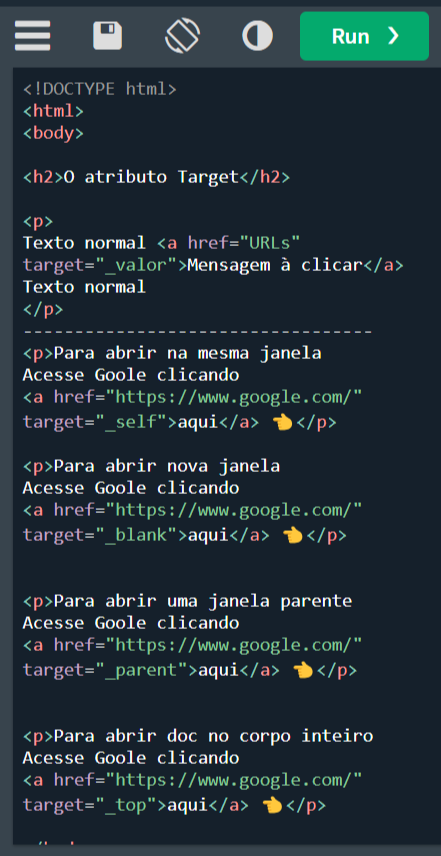 Run ❯
<!DOCTYPE html>
<html>
<body>
<h2>O atributo Target</h2>
<p>
Texto normal <a href="URLs"
target="_valor">Mensagem à clicar</a>
Texto normal
</p>
----------------------------------
<p>Para abrir na mesma janela
Acesse Goole clicando
<a href="https://www.google.com/"
target="_self">aqui</a> 👈</p>
<p>Para abrir nova janela
Acesse Goole clicando
<a href="https://www.google.com/"
target="_blank">aqui</a> 👈</p>
<p>Para abrir uma janela parente
Acesse Goole clicando
<a href="https://www.google.com/"
target="_parent">aqui</a> 👈</p>
<p>Para abrir doc no corpo inteiro
Acesse Goole clicando
<a href="https://www.google.com/"
target="_top">aqui</a> 👈</p>